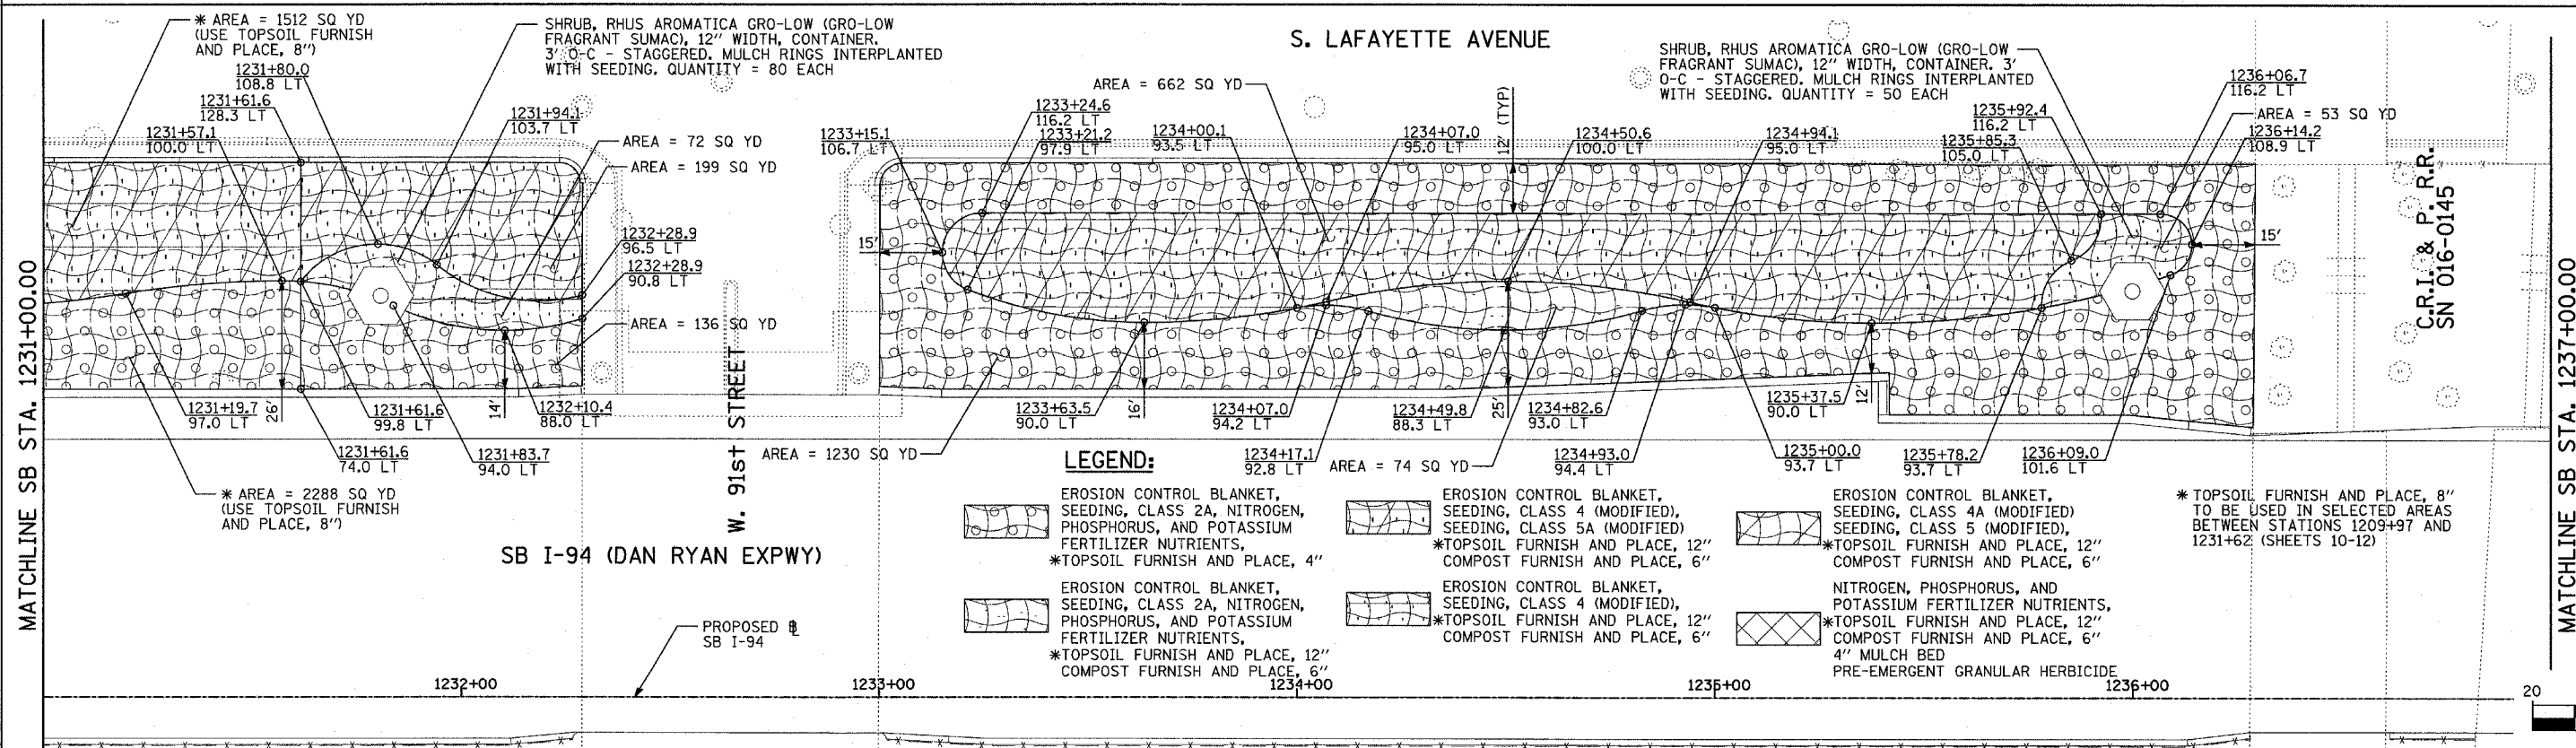 * AREA = 1512 SQ YD
(USE TOPSOIL FURNISH
AND PLACE, 8")
SHRUB, RHUS AROMATICA GRO-LOW (GRO-LOW
FRAGRANT SUMAC), 12" WIDTH, CONTAINER.
3' O-C - STAGGERED. MULCH RINGS INTERPLANTED
WITH SEEDING. QUANTITY = 80 EACH
S. LAFAYETTE AVENUE
SHRUB, RHUS AROMATICA GRO-LOW (GRO-LOW
FRAGRANT SUMAC), 12" WIDTH, CONTAINER. 3'
O-C - STAGGERED. MULCH RINGS INTERPLANTED
WITH SEEDING. QUANTITY = 50 EACH
1231+80.0
108.8 LT
1231+61.6
128.3 LT
1231+57.1
100.0 LT
1231+94.1
103.7 LT
AREA = 72 SQ YD
AREA = 199 SQ YD
1232+28.9
96.5 LT
1232+28.9
90.8 LT
AREA = 136 SQ YD
AREA = 662 SQ YD
1233+15.1
106.7 LT
1233+24.6
116.2 LT
1233+21.2
97.9 LT
1234+00.1
93.5 LT
1234+07.0
95.0 LT
12' (TYP)
1234+50.6
100.0 LT
1234+94.1
95.0 LT
1235+92.4
116.2 LT
1235+85.3
105.0 LT
1236+06.7
116.2 LT
AREA = 53 SQ YD
1236+14.2
108.9 LT
15'
15'
C.R.I. & P. R.R.
SN 016-0145
MATCHLINE SB STA. 1231+00.00
MATCHLINE SB STA. 1237+00.00
1231+19.7
97.0 LT
26'
1231+61.6
99.8 LT
14'
1232+10.4
88.0 LT
1231+61.6
74.0 LT
1231+83.7
94.0 LT
* AREA = 2288 SQ YD
(USE TOPSOIL FURNISH
AND PLACE, 8")
W. 91st STREET
AREA = 1230 SQ YD
1233+63.5
90.0 LT
16'
1234+07.0
94.2 LT
1234+17.1
92.8 LT
1234+49.8
88.3 LT
25'
AREA = 74 SQ YD
1234+82.6
93.0 LT
1234+93.0
94.4 LT
1235+00.0
93.7 LT
1235+37.5
90.0 LT
12'
1235+78.2
93.7 LT
1236+09.0
101.6 LT
SB I-94 (DAN RYAN EXPWY)
LEGEND:
EROSION CONTROL BLANKET,
SEEDING, CLASS 2A, NITROGEN,
PHOSPHORUS, AND POTASSIUM
FERTILIZER NUTRIENTS,
*TOPSOIL FURNISH AND PLACE, 4"
EROSION CONTROL BLANKET,
SEEDING, CLASS 2A, NITROGEN,
PHOSPHORUS, AND POTASSIUM
FERTILIZER NUTRIENTS,
*TOPSOIL FURNISH AND PLACE, 12"
COMPOST FURNISH AND PLACE, 6"
EROSION CONTROL BLANKET,
SEEDING, CLASS 4 (MODIFIED),
SEEDING, CLASS 5A (MODIFIED)
*TOPSOIL FURNISH AND PLACE, 12"
COMPOST FURNISH AND PLACE, 6"
EROSION CONTROL BLANKET,
SEEDING, CLASS 4 (MODIFIED),
*TOPSOIL FURNISH AND PLACE, 12"
COMPOST FURNISH AND PLACE, 6"
EROSION CONTROL BLANKET,
SEEDING, CLASS 4A (MODIFIED)
SEEDING, CLASS 5 (MODIFIED),
*TOPSOIL FURNISH AND PLACE, 12"
COMPOST FURNISH AND PLACE, 6"
NITROGEN, PHOSPHORUS, AND
POTASSIUM FERTILIZER NUTRIENTS,
*TOPSOIL FURNISH AND PLACE, 12"
COMPOST FURNISH AND PLACE, 6"
4" MULCH BED
PRE-EMERGENT GRANULAR HERBICIDE
* TOPSOIL FURNISH AND PLACE, 8"
TO BE USED IN SELECTED AREAS
BETWEEN STATIONS 1209+97 AND
1231+62 (SHEETS 10-12)
PROPOSED
SB I-94
1232+00
1233+00
1234+00
1235+00
1236+00
20